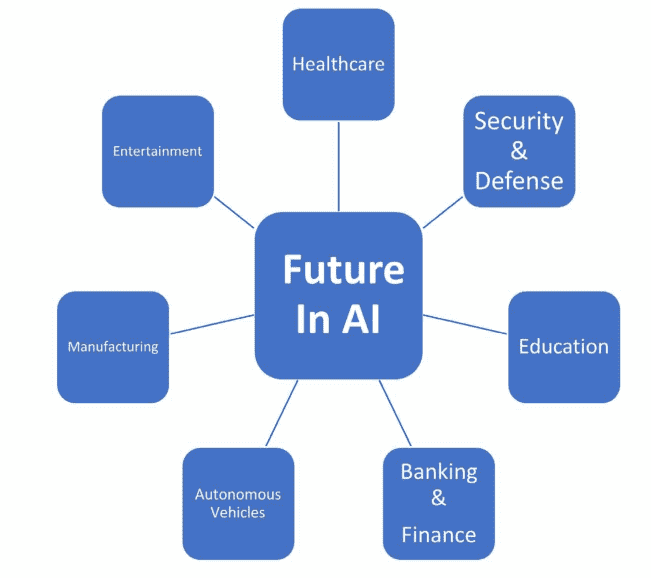 Healthcare
Security
&
Defense
Entertainment
Future
In AI
Manufacturing
Education
Autonomous
Vehicles
Banking
&
Finance